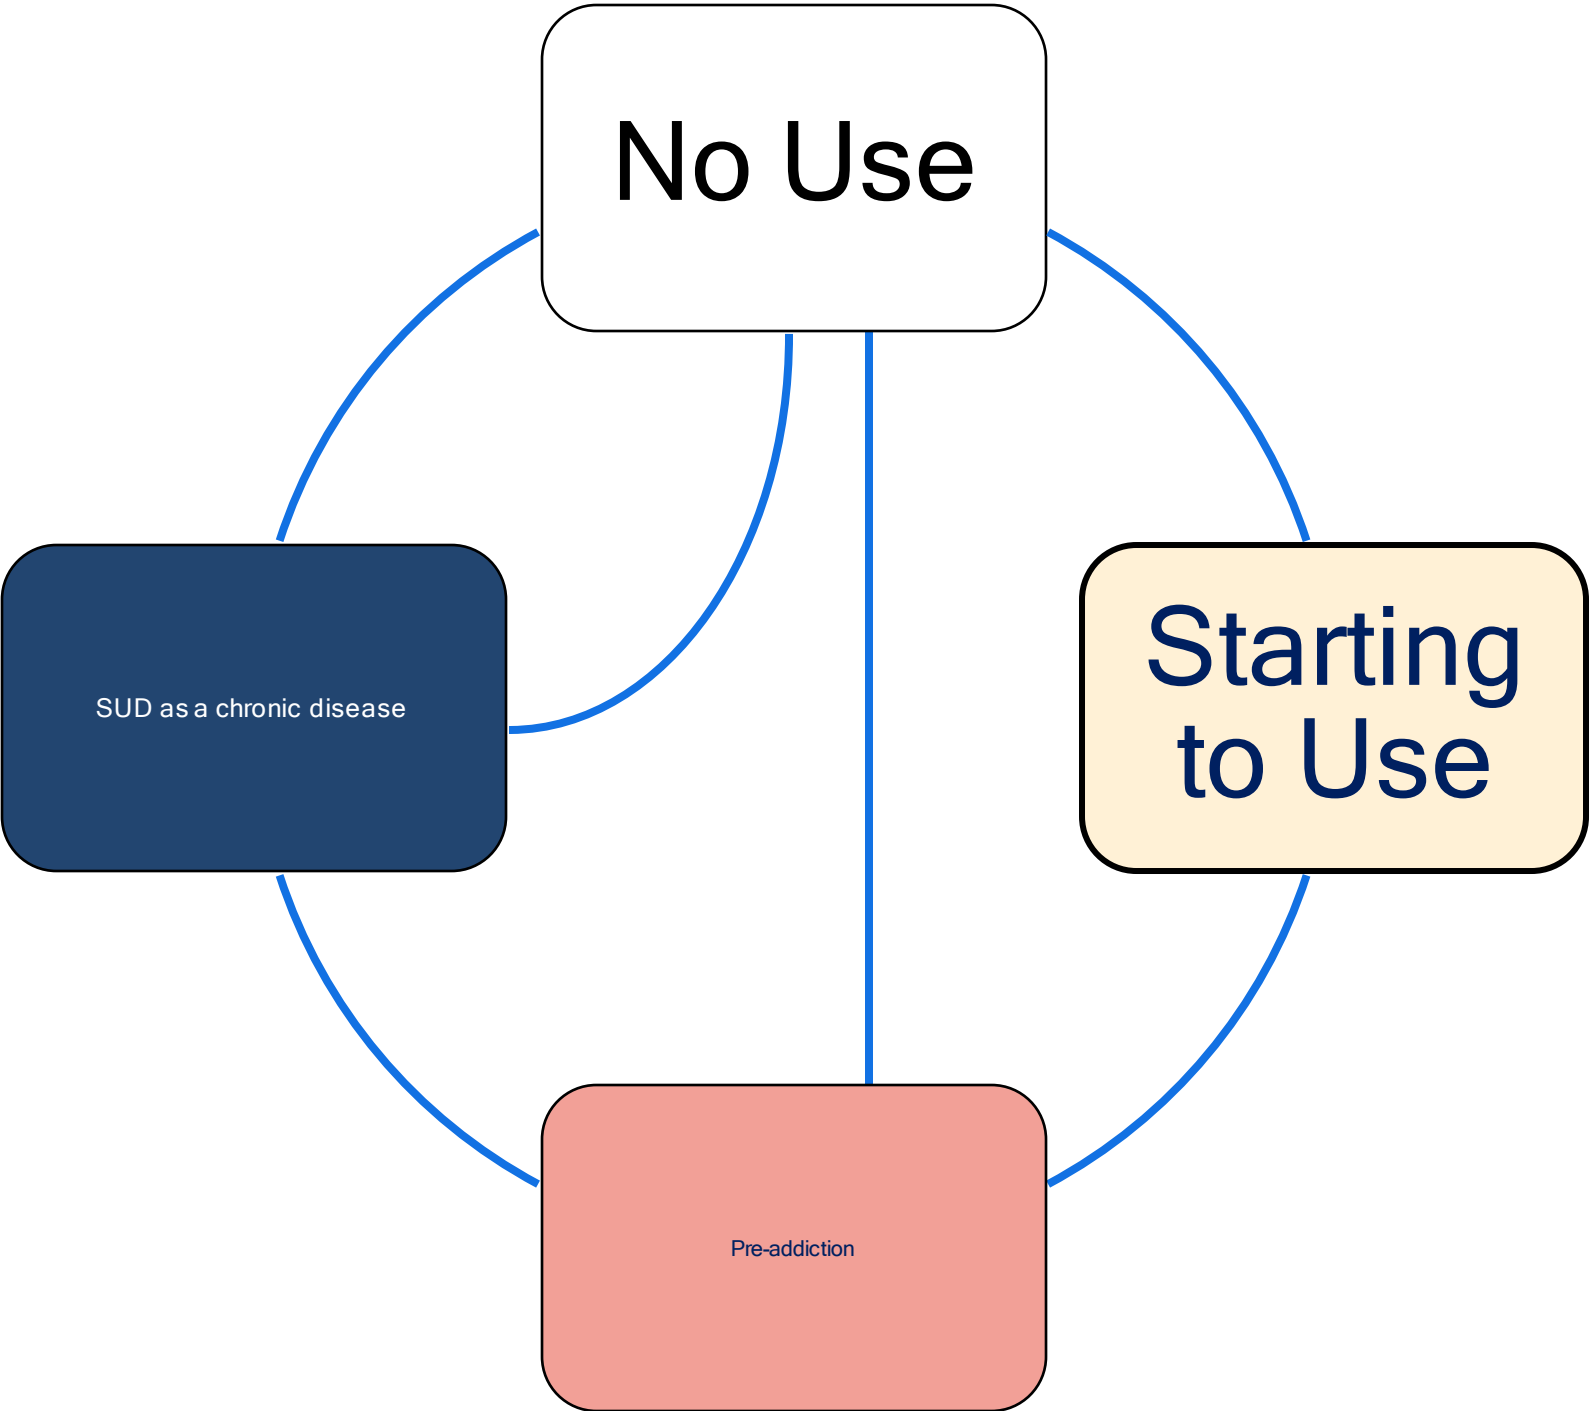 No Use
SUD as a chronic disease
Starting
to Use
Pre-addiction